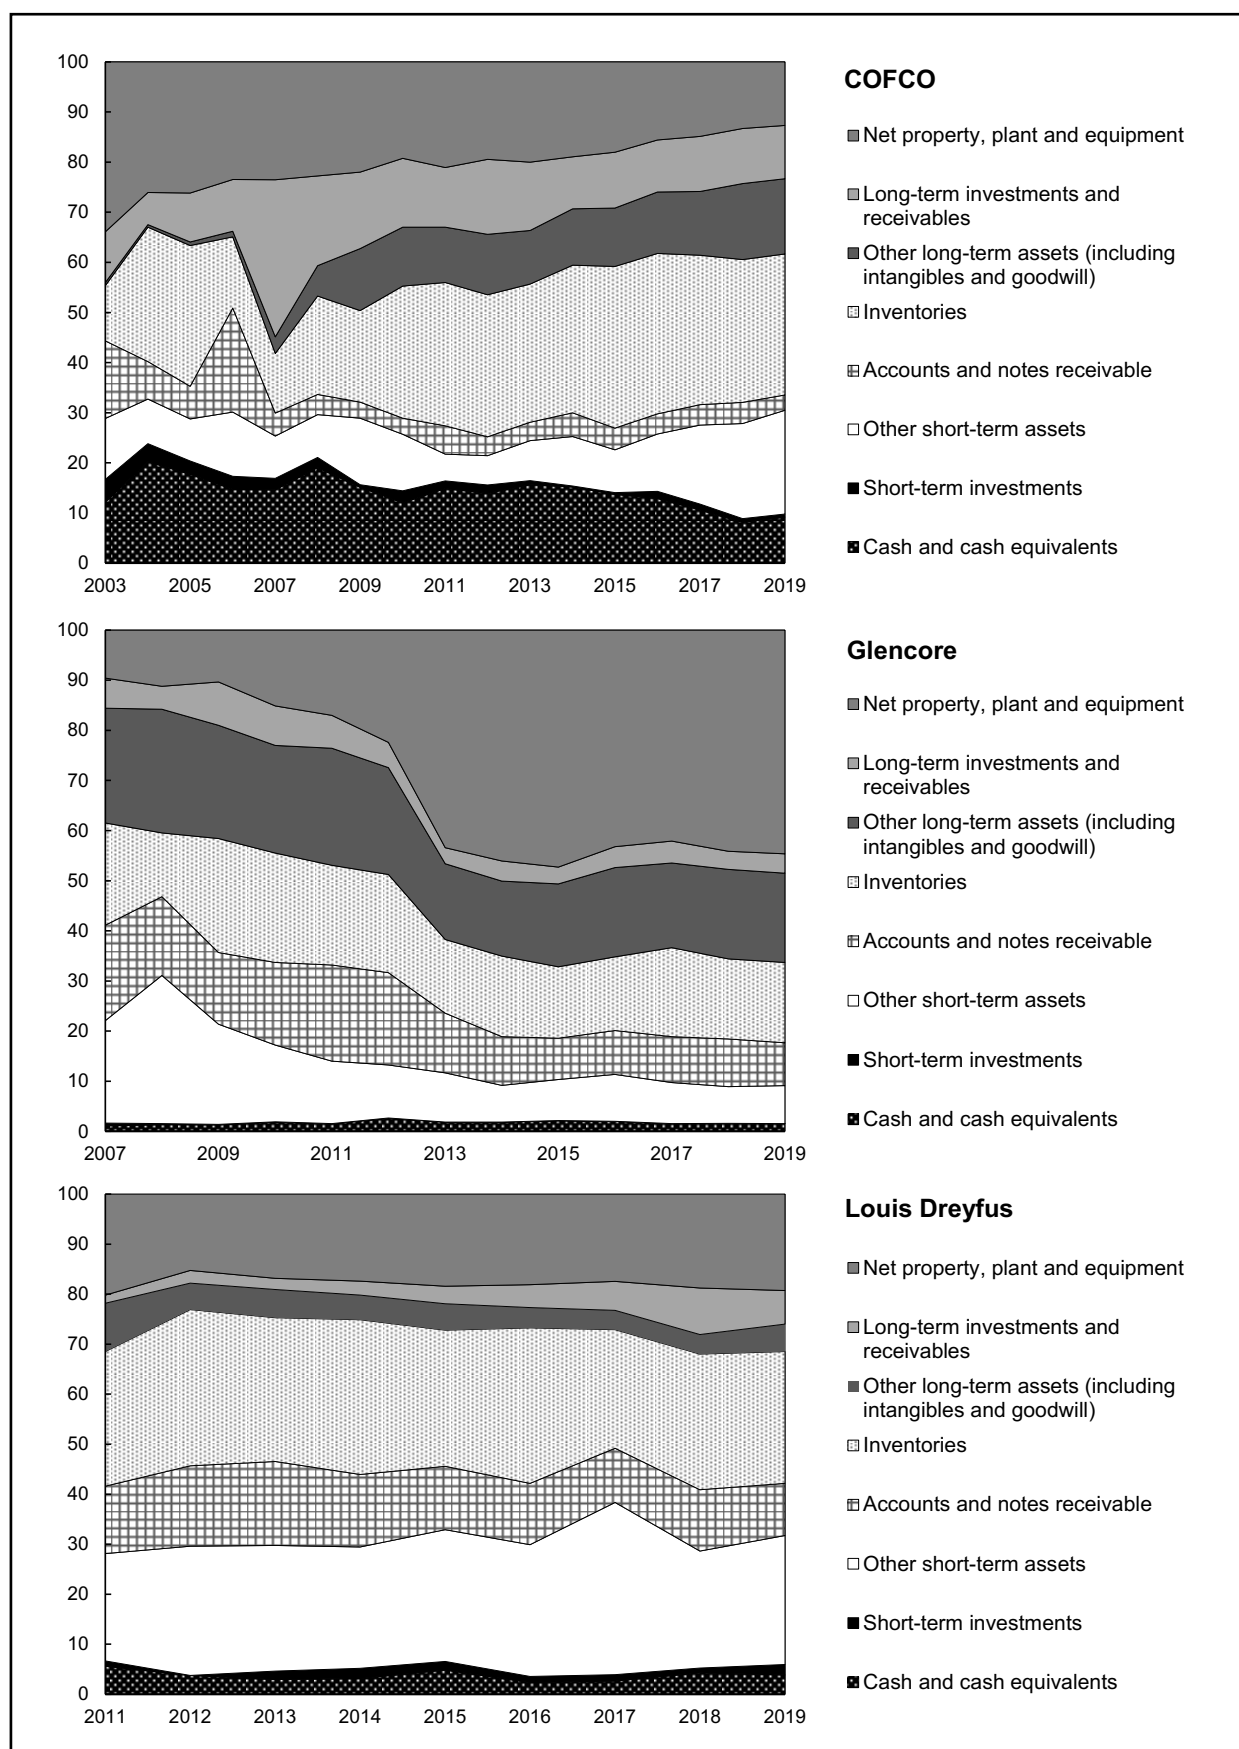 100
90
80
70
60
50
40
30
20
10
0
2003 2005 2007 2009 2011 2013 2015 2017 2019
COFCO
Net property, plant and equipment
Long-term investments and
receivables
Other long-term assets (including
intangibles and goodwill)
Inventories
Accounts and notes receivable
Other short-term assets
Short-term investments
Cash and cash equivalents
100
90
80
70
60
50
40
30
20
10
0
2007 2009 2011 2013 2015 2017 2019
Glencore
Net property, plant and equipment
Long-term investments and
receivables
Other long-term assets (including
intangibles and goodwill)
Inventories
Accounts and notes receivable
Other short-term assets
Short-term investments
Cash and cash equivalents
100
90
80
70
60
50
40
30
20
10
0
2011 2012 2013 2014 2015 2016 2017 2018 2019
Louis Dreyfus
Net property, plant and equipment
Long-term investments and
receivables
Other long-term assets (including
intangibles and goodwill)
Inventories
Accounts and notes receivable
Other short-term assets
Short-term investments
Cash and cash equivalents